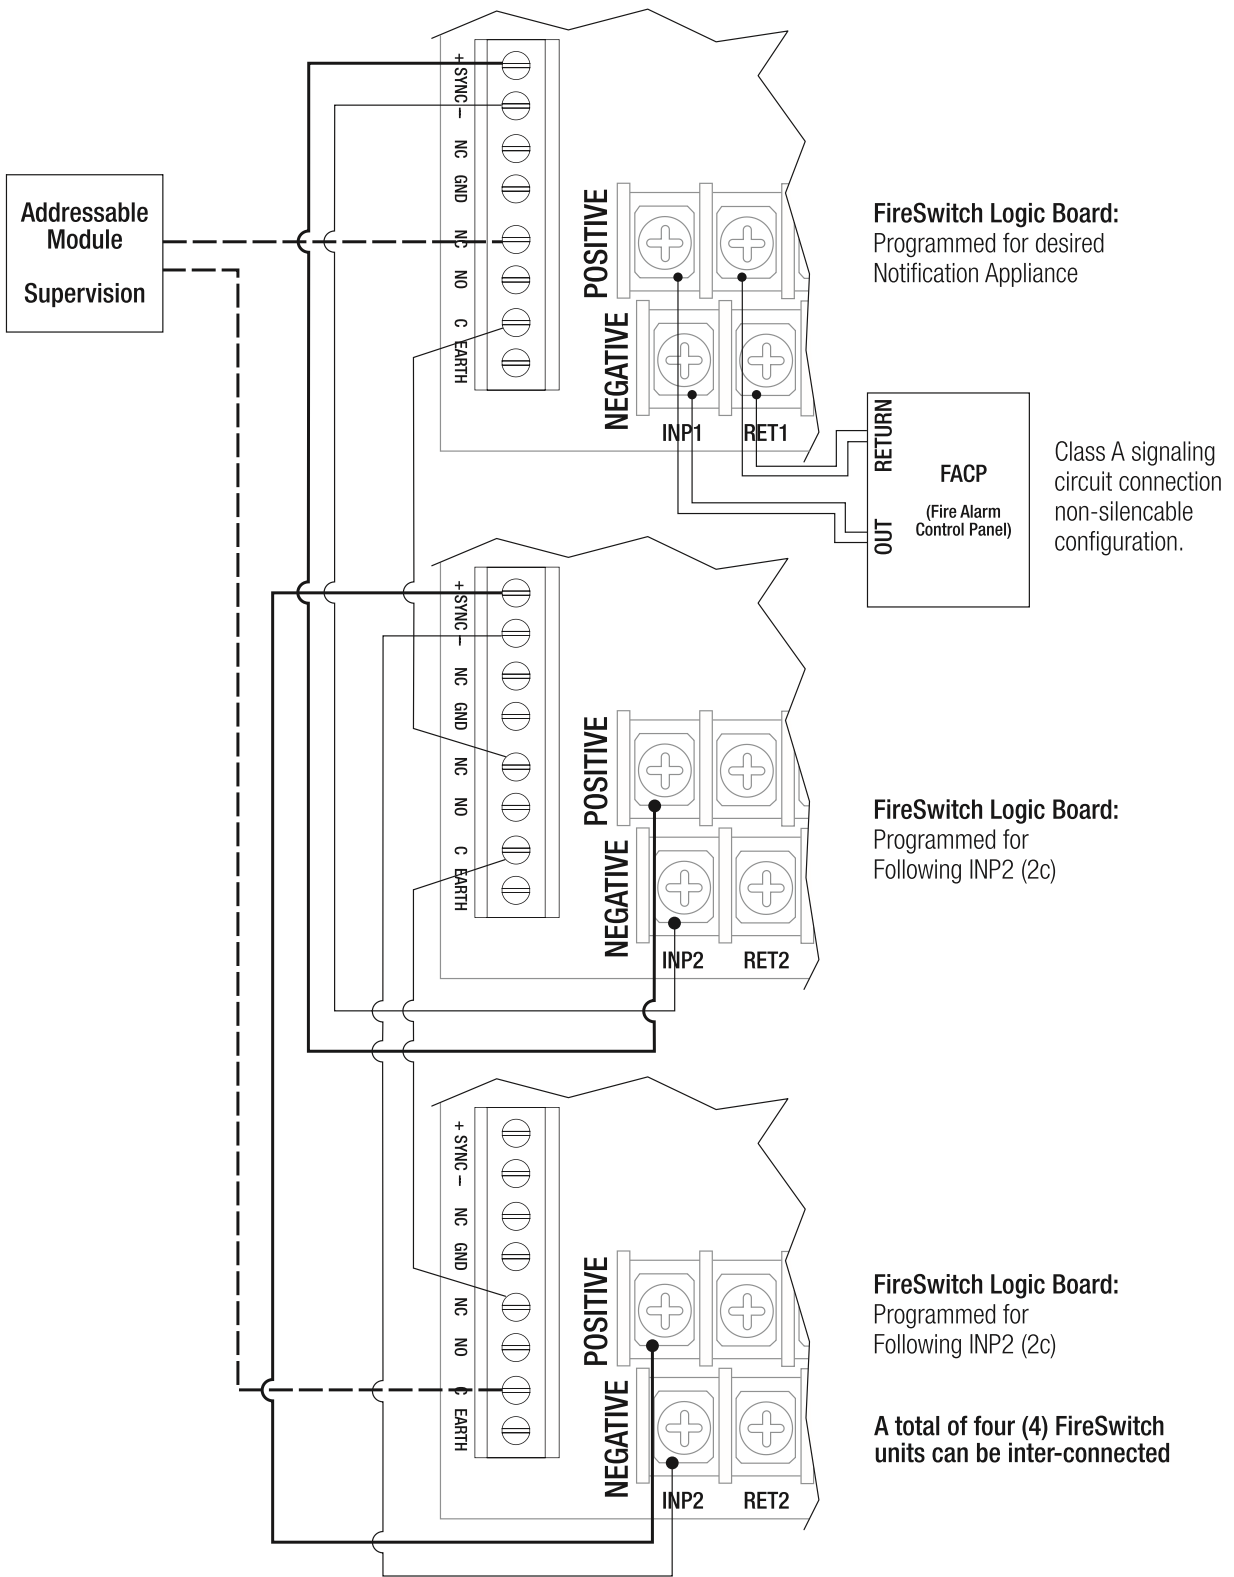 + SYNC –
NC
GND
NC
NO
C
EARTH
POSITIVE
NEGATIVE
INP1
RET1
Addressable
Module
Supervision
FireSwitch Logic Board:
Programmed for desired
Notification Appliance
RETURN
OUT
FACP
(Fire Alarm
Control Panel)
Class A signaling
circuit connection
non-silencable
configuration.
+ SYNC –
NC
GND
NC
NO
C
EARTH
POSITIVE
NEGATIVE
INP2
RET2
FireSwitch Logic Board:
Programmed for
Following INP2 (2c)
+ SYNC –
NC
GND
NC
NO
C
EARTH
POSITIVE
NEGATIVE
INP2
RET2
FireSwitch Logic Board:
Programmed for
Following INP2 (2c)
A total of four (4) FireSwitch
units can be inter-connected